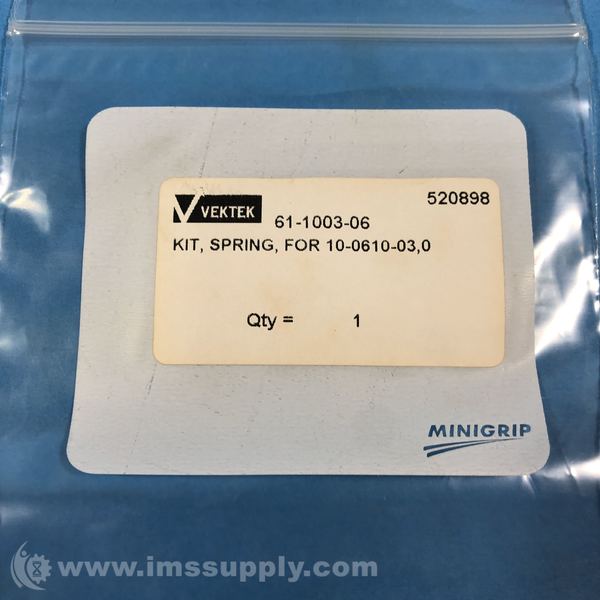 VEKTEK 61-1003-06 520898
KIT, SPRING, FOR 10-0610-03,0
Qty = 1
MINIGRIP
www.imssupply.com